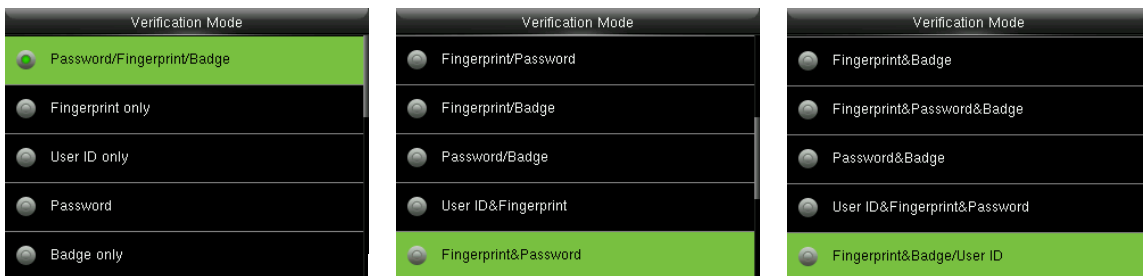 Verification Mode
Password/Fingerprint/Badge
Fingerprint only
User ID only
Password
Badge only
Verification Mode
Fingerprint/Password
Fingerprint/Badge
Password/Badge
User ID&Fingerprint
Fingerprint&Password
Verification Mode
Fingerprint&Badge
Fingerprint&Password&Badge
Password&Badge
User ID&Fingerprint&Password
Fingerprint&Badge/User ID